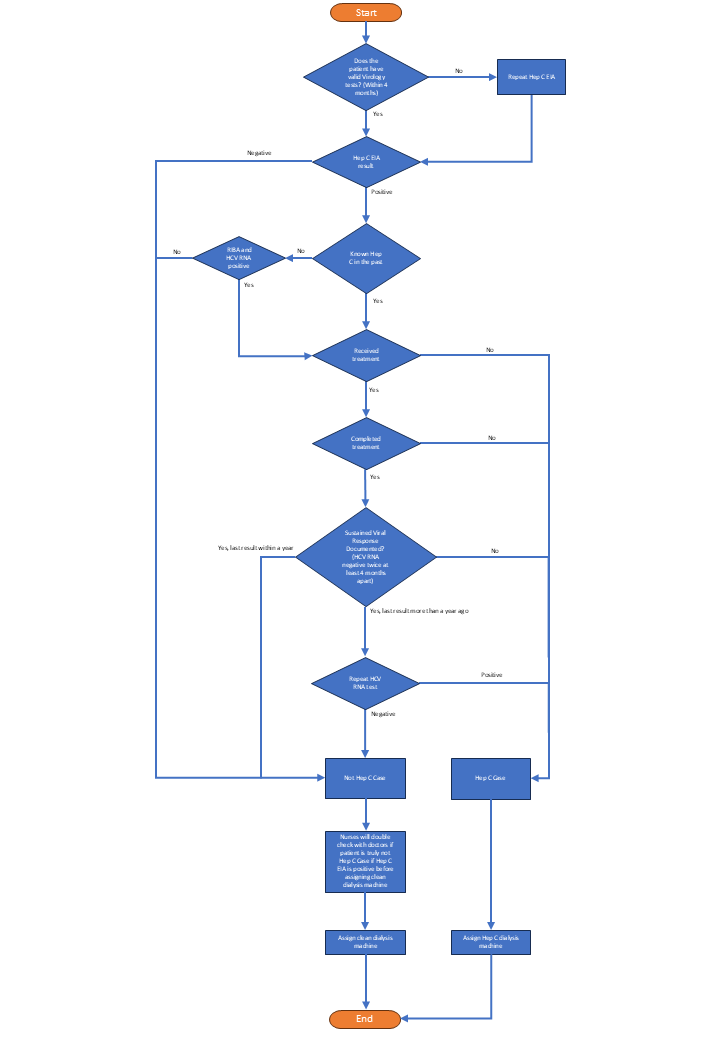 Start
Does the
patient have
valid Virology
tests? (Within 4
months)
No
Repeat Hep C EIA
Yes
Negative
Hep C EIA
result
Positive
No
RIBA and
HCV RNA
positive
No
Known Hep
C in the past
Yes
Yes
Received
treatment
No
Yes
Completed
treatment
No
Yes
Yes, last result within a year
Sustained Viral
Response
Documented?
(HCV RNA
negative twice at
least 4 months
apart)
No
Yes, last result more than a year ago
Repeat HCV
RNA test
Positive
Negative
Not Hep C Case
Hep C Case
Nurses will double
check with doctors if
patient is truly not
Hep C Case if Hep C
EIA is positive before
assigning clean
dialysis machine
Assign clean dialysis
machine
Assign Hep C dialysis
machine
End